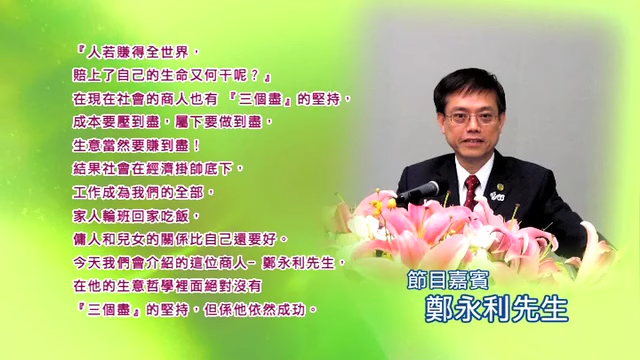 『人若賺得全世界，
賠上了自己的生命又何干呢？』
在現在社會的商人也有 『三個盡』的堅持，
成本要壓到盡，屬下要做到盡，
生意當然要賺到盡！
結果社會在經濟掛帥底下，
工作成為我們的全部，
家人輪班回家吃飯，
傭人和兒女的關係比自己還要好。
今天我們會介紹的這位商人- 鄭永利先生，
在他的生意哲學裡面絕對沒有
『三個盡』的堅持，但係他依然成功。
節目嘉賓
鄭永利先生